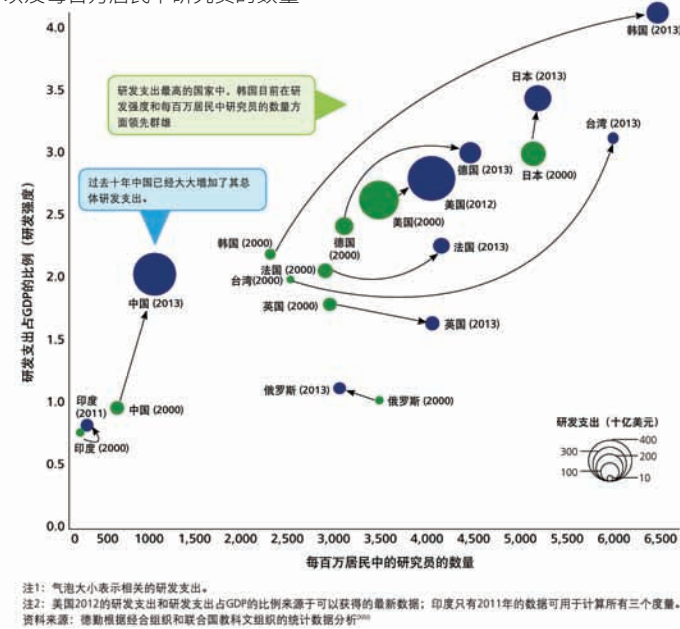 以及每百万居民中研究员的数量
4.0
韩国 (2013)
3.5
研发支出最高的国家中，韩国目前在研
发强度和每百万居民中研究员的数量方
面领先群雄
日本 (2013)
台湾 (2013)
3.0
德国 (2013)
日本 (2000)
过去十年中国已经大大增加了其总
体研发支出。
美国(2012)
2.5
美国(2000)
德国
(2000)
韩国 (2000)
法国 (2013)
法国 (2000)
台湾(2000)
2.0
中国 (2013)
英国 (2000)
英国 (2013)
1.5
俄罗斯 (2013)
俄罗斯 (2000)
印度
(2011)
中国 (2000)
1.0
印度 (2000)
0.5
0.0
研发支出占GDP的比例（研发强度）
研发支出（十亿美元）
400
300
200
100
10
0 500 1000 1,500 2,000 2,500 3,000 3,500 4,000 4,500 5,000 5,500 6,000 6,500
每百万居民中的研究员的数量
注1：气泡大小表示相关的研发支出。
注2：美国2012的研发支出和研发支出占GDP的比例来源于可以获得的最新数据；印度只有2011年的数据可用于计算所有三个度量。
资料来源：德勤根据经合组织和联合国教科文组织的统计数据分析